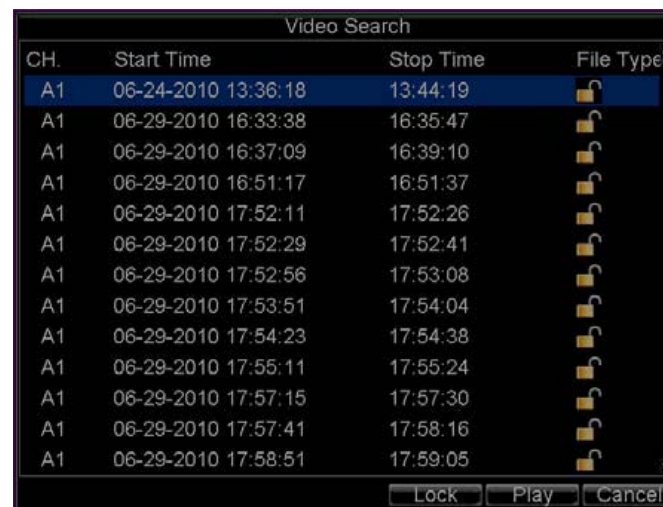 Video Search
CH. Start Time Stop Time File Type
A1 06-24-2010 13:36:18 13:44:19
A1 06-29-2010 16:33:38 16:35:47
A1 06-29-2010 16:37:09 16:39:10
A1 06-29-2010 16:51:17 16:51:37
A1 06-29-2010 17:52:11 17:52:26
A1 06-29-2010 17:52:29 17:52:41
A1 06-29-2010 17:52:56 17:53:08
A1 06-29-2010 17:53:51 17:54:04
A1 06-29-2010 17:54:23 17:54:38
A1 06-29-2010 17:55:11 17:55:24
A1 06-29-2010 17:57:15 17:57:30
A1 06-29-2010 17:57:41 17:58:16
A1 06-29-2010 17:58:51 17:59:05
Lock Play Cancel